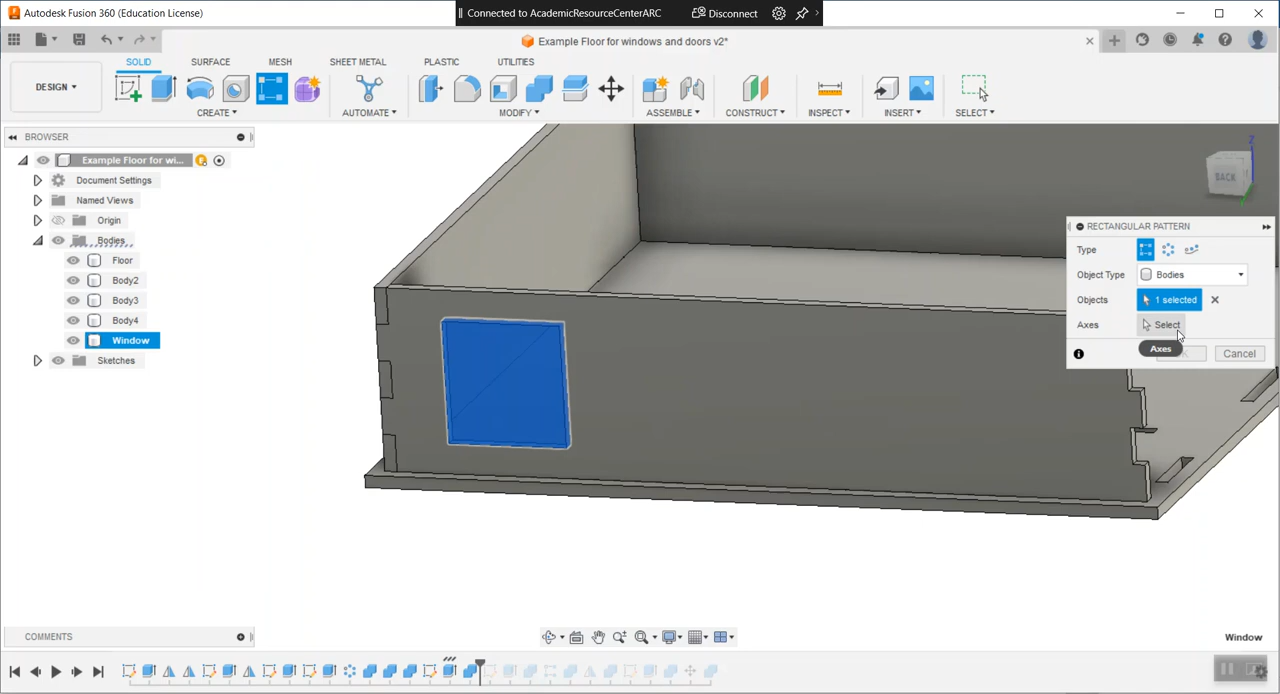 Autodesk Fusion 360 (Education License)
Connected to AcademicResourceCenterARC
Disconnect
Example Floor for windows and doors v2*
DESIGN
SOLID
SURFACE
MESH
SHEET METAL
PLASTIC
UTILITIES
CREATE
AUTOMATE
MODIFY
ASSEMBLE
CONSTRUCT
INSPECT
INSERT
SELECT
BROWSER
Example Floor for wi...
Document Settings
Named Views
Origin
Bodies
Floor
Body2
Body3
Body4
Window
Sketches
Z
BACK
RECTANGULAR PATTERN
Type
Object Type
Bodies
Objects
1 selected
Axes
Select
Axes
Cancel
COMMENTS
Window